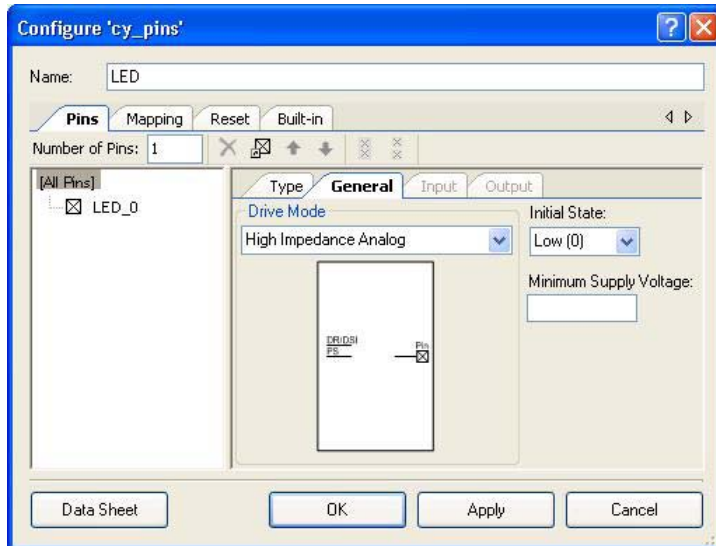 Configure 'cy_pins'
Name: LED
Pins Mapping Reset Built-in
Number of Pins: 1
[All Pins]
LED_0
Type General Input Output
Drive Mode
High Impedance Analog
Initial State:
Low (0)
Minimum Supply Voltage:
DR/DSI
PS
Pin
Data Sheet OK Apply Cancel